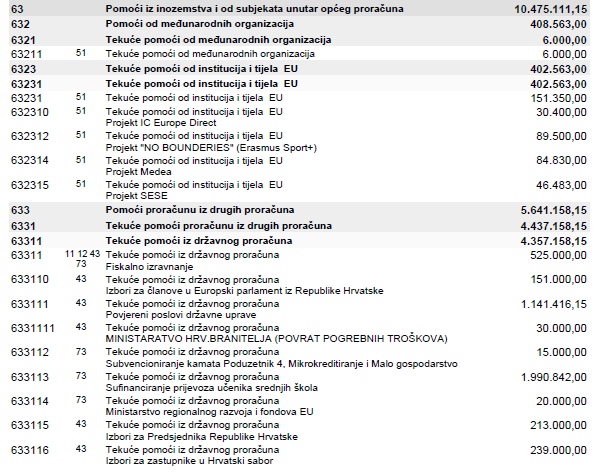 63 Pomoći iz inozemstva i od subjekata unutar općeg proračuna 10.475.111,15
632 Pomoći od međunarodnih organizacija 408.563,00
6321 Tekuće pomoći od međunarodnih organizacija 6.000,00
63211 51 Tekuće pomoći od međunarodnih organizacija 6.000,00
6323 Tekuće pomoći od institucija i tijela EU 402.563,00
63231 Tekuće pomoći od institucija i tijela EU 402.563,00
63231 51 Tekuće pomoći od institucija i tijela EU 151.350,00
632310 51 Tekuće pomoći od institucija i tijela EU 30.400,00
Projekt IC Europe Direct
632312 51 Tekuće pomoći od institucija i tijela EU 89.500,00
Projekt "NO BOUNDERIES" (Erasmus Sport+)
632314 51 Tekuće pomoći od institucija i tijela EU 84.830,00
Projekt Medea
632315 51 Tekuće pomoći od institucija i tijela EU 46.483,00
Projekt SESE
633 Pomoći proračunu iz drugih proračuna 5.641.158,15
6331 Tekuće pomoći proračunu iz drugih proračuna 4.437.158,15
63311 Tekuće pomoći iz državnog proračuna 4.357.158,15
63311 11 12 43 Tekuće pomoći iz državnog proračuna 525.000,00
73 Fiskalno izravnanje
633110 43 Tekuće pomoći iz državnog proračuna 151.000,00
Izbori za članove u Europski parlament iz Republike Hrvatske
633111 43 Tekuće pomoći iz državnog proračuna 1.141.416,15
Povjereni poslovi državne uprave
6331111 43 Tekuće pomoći iz državnog proračuna 30.000,00
MINISTARATVO HRV.BRANITELJA (POVRAT POGREBNIH TROŠKOVA)
633112 73 Tekuće pomoći iz državnog proračuna 15.000,00
Subvencioniranje kamata Poduzetnik 4, Mikrokreditiranje i Malo gospodarstvo
633113 73 Tekuće pomoći iz državnog proračuna 1.990.842,00
Sufinanciranje prijevoza učenika srednjih škola
633114 73 Tekuće pomoći iz državnog proračuna 20.000,00
Ministarstvo regionalnog razvoja i fondova EU
633115 43 Tekuće pomoći iz državnog proračuna 213.000,00
Izbori za Predsjednika Republike Hrvatske
633116 43 Tekuće pomoći iz državnog proračuna 239.000,00
Izbori za zastupnike u Hrvatski sabor